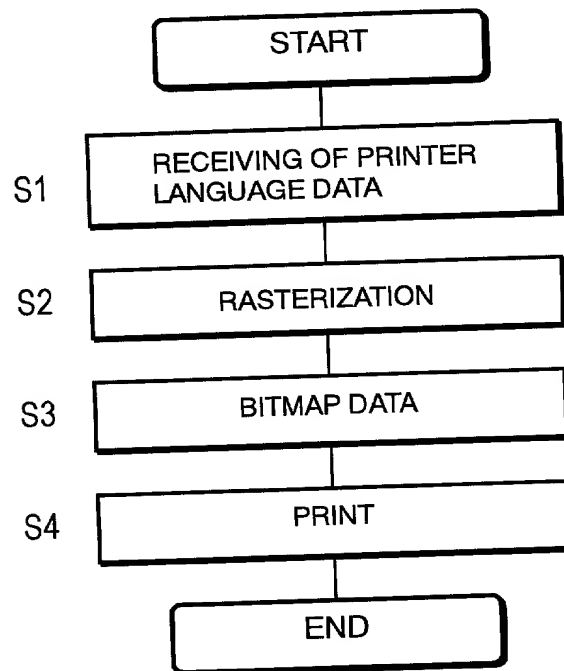 START
S1
RECEIVING OF PRINTER
LANGUAGE DATA
S2
RASTERIZATION
S3
BITMAP DATA
S4
PRINT
END